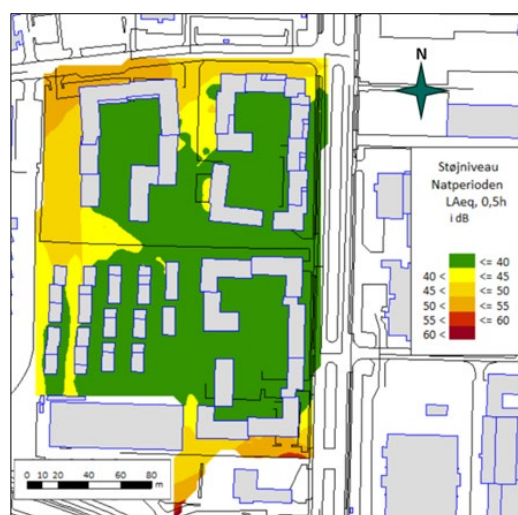 N
Støjniveau
Natperioden
LAeq, 0,5h
i dB
<= 40
40 < <= 45
45 < <= 50
50 < <= 55
55 < <= 60
60 <
0 10 20 40 60 80
m